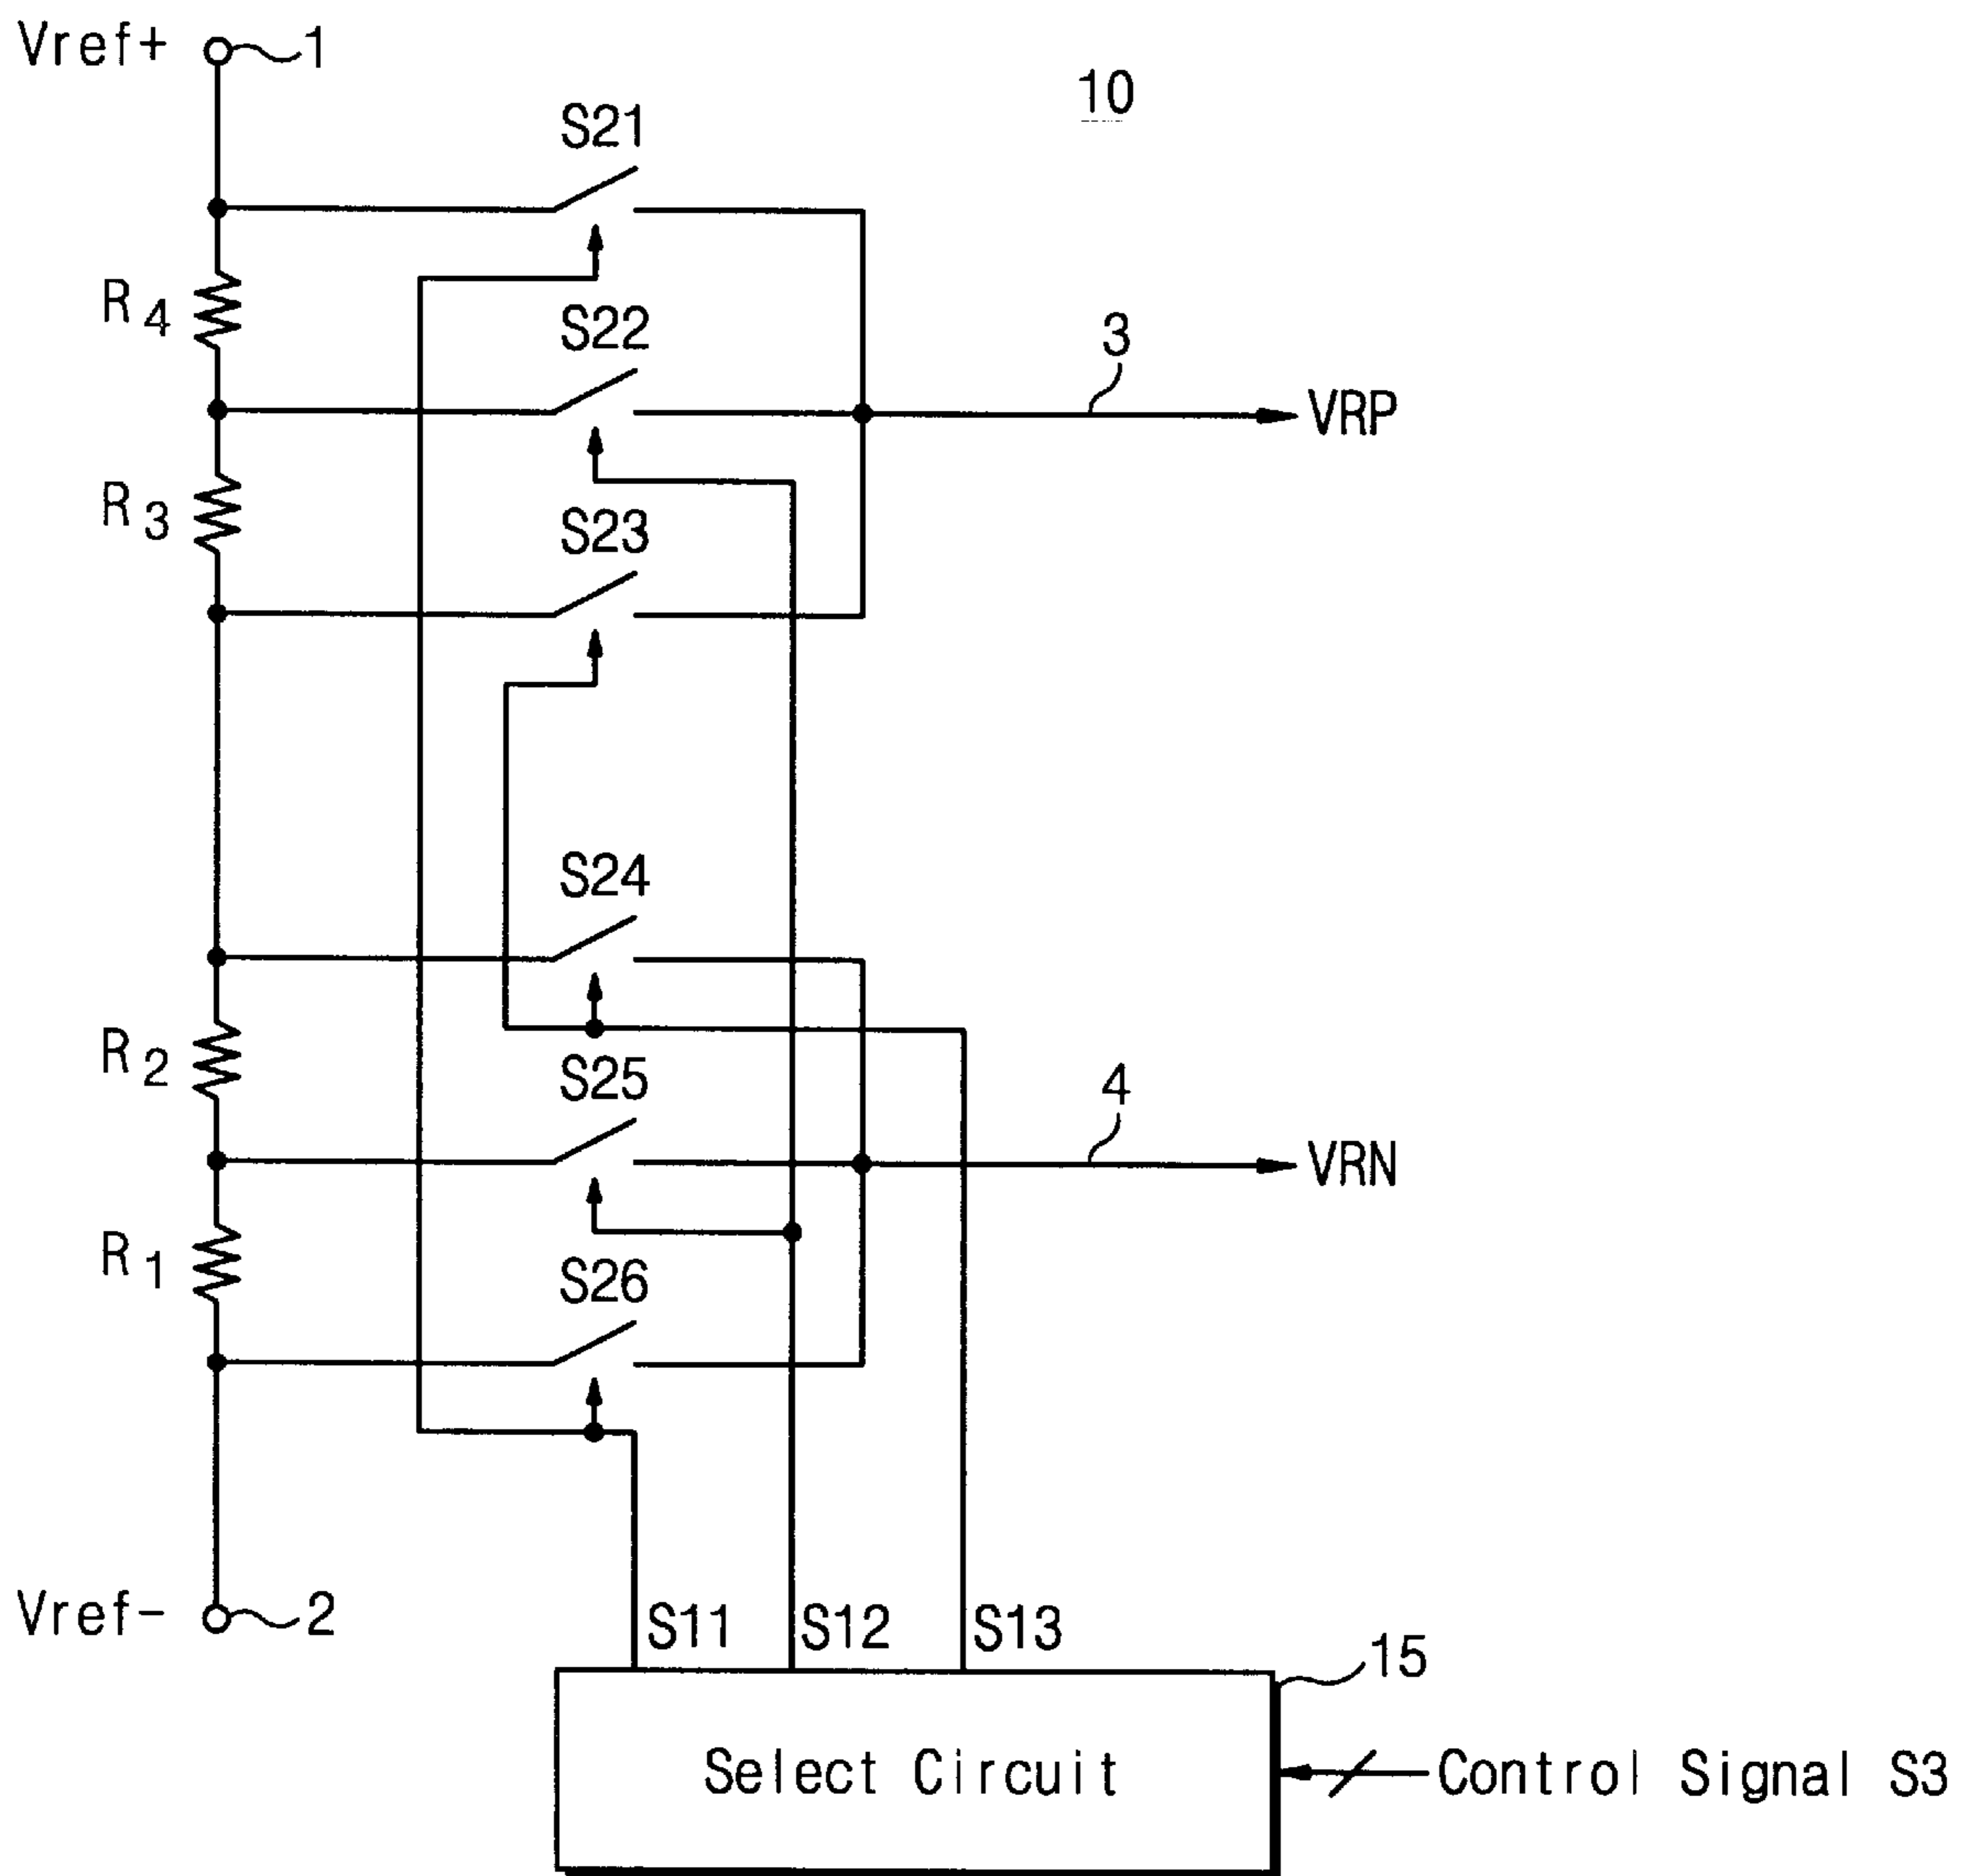 Vref+ 1
10
S21
R4
S22
3
VRP
R3
S23
S24
R2
S25
4
VRN
R1
S26
Vref- 2
S11 S12 S13
15
Select Circuit
Control Signal S3